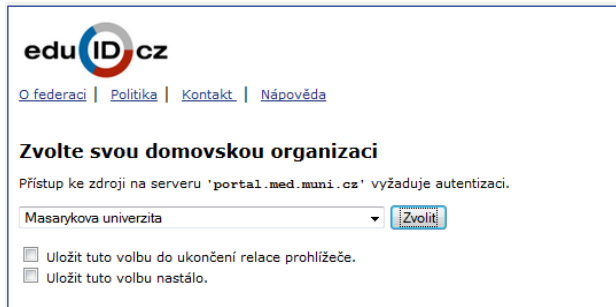 eduID.cz
O federaci | Politika | Kontakt | Nápověda
Zvolte svou domovskou organizaci
Přístup ke zdroji na serveru 'portal.med.muni.cz' vyžaduje autentizaci.
Masarykova univerzita Zvolit
Uložit tuto volbu do ukončení relace prohlížeče.
Uložit tuto volbu nastálo.